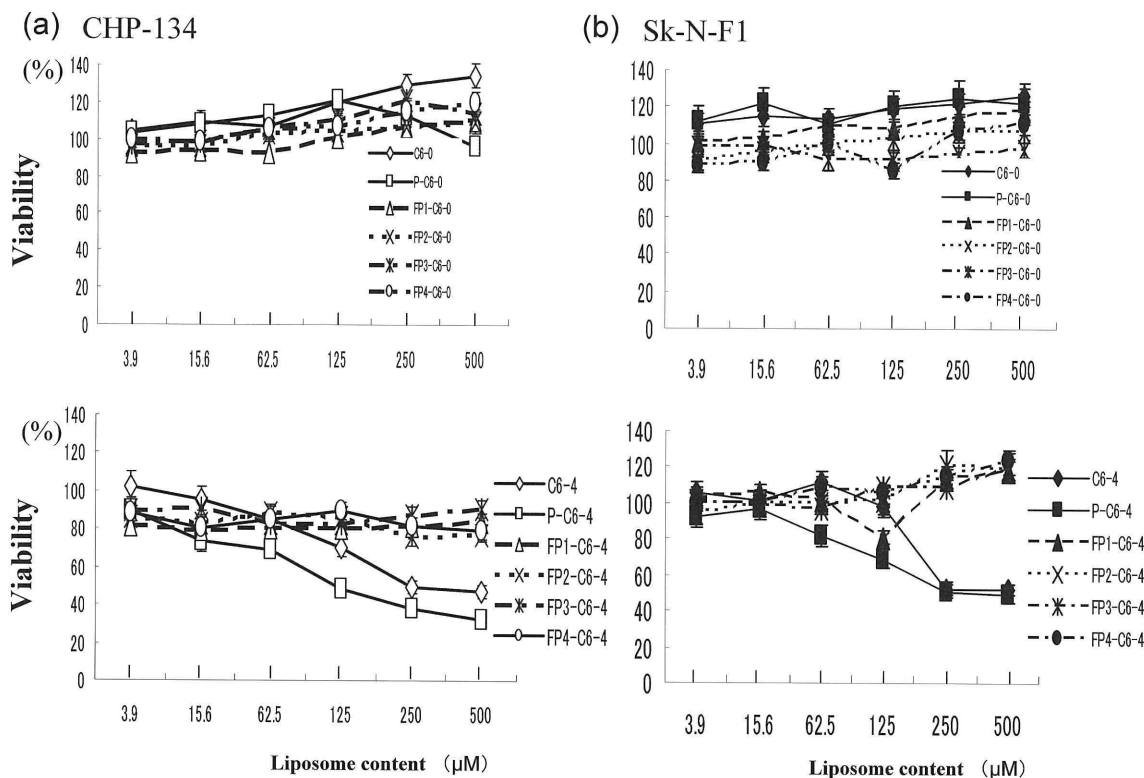 (a) CHP-134
(%)
Viability
140
120
100
80
60
40
20
0
3.9 15.6 62.5 125 250 500
C6-0
P-C6-0
FP1-C6-0
FP2-C6-0
FP3-C6-0
FP4-C6-0
(b) Sk-N-F1
140
120
100
80
60
40
20
0
3.9 15.6 62.5 125 250 500
C6-0
P-C6-0
FP1-C6-0
FP2-C6-0
FP3-C6-0
FP4-C6-0
(%)
Viability
140
120
100
80
60
40
20
0
3.9 15.6 62.5 125 250 500
C6-4
P-C6-4
FP1-C6-4
FP2-C6-4
FP3-C6-4
FP4-C6-4
Liposome content (μM)
140
120
100
80
60
40
20
0
3.9 15.6 62.5 125 250 500
C6-4
P-C6-4
FP1-C6-4
FP2-C6-4
FP3-C6-4
FP4-C6-4
Liposome content (μM)